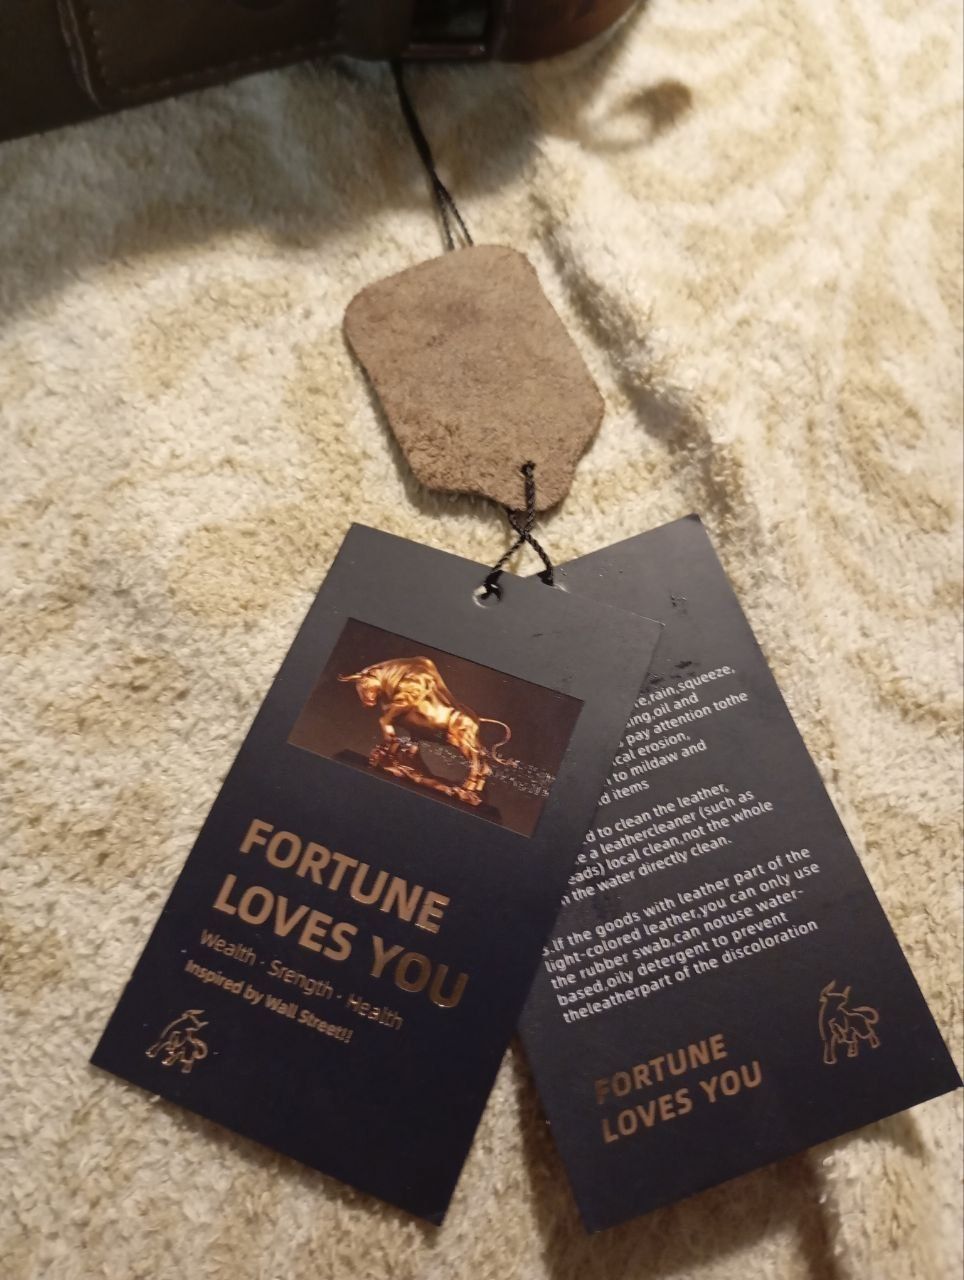 FORTUNE
LOVES YOU
Wealth · Srength · Health
Inspired by Wall Street!!
rain,squeeze,
oil and
pay attention tothe
erosion,
to mildaw and
items
to clean the leather,
a leathercleaner (such as
local clean,not the whole
the water directly clean.
If the goods with leather part of the
light-colored leather,you can only use
the rubber swab,can notuse water-
based,oily detergent to prevent
theleatherpart of the discoloration
FORTUNE
LOVES YOU